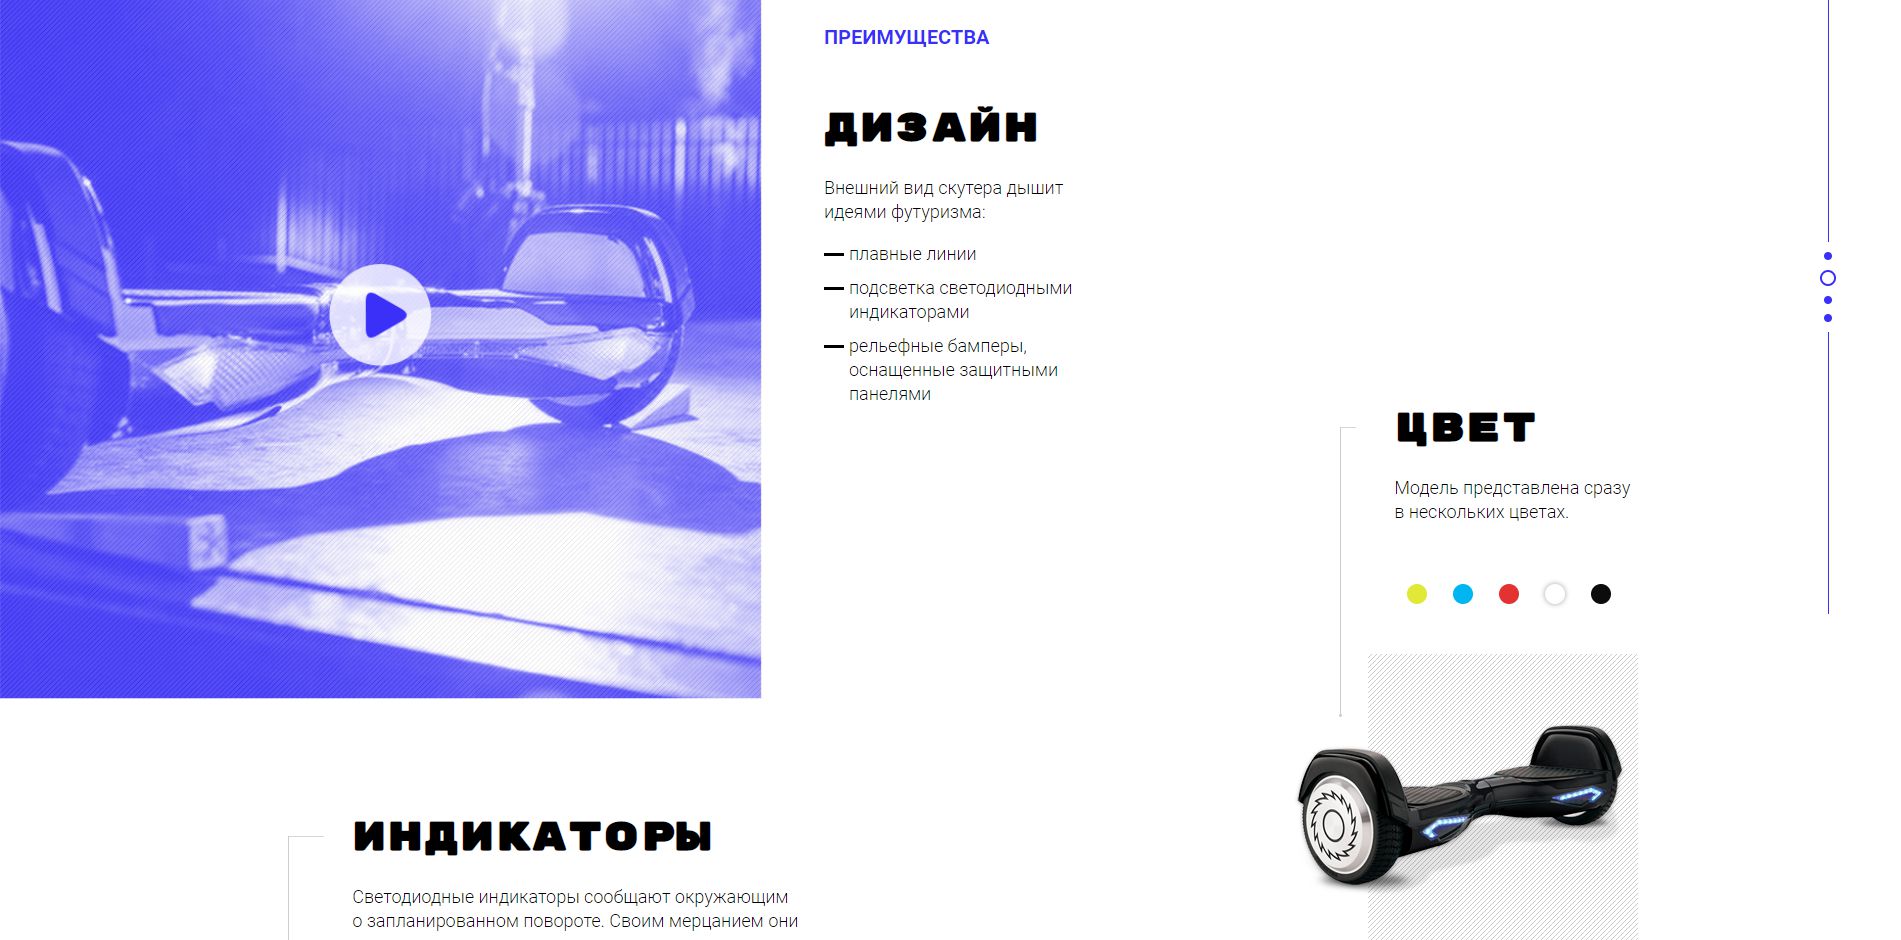 ПРЕИМУЩЕСТВА
ДИЗАЙН
Внешний вид скутера дышит
идеями футуризма:
плавные линии
подсветка светодиодными
индикаторами
рельефные бамперы,
оснащенные защитными
панелями
ЦВЕТ
Модель представлена сразу
в нескольких цветах.
ИНДИКАТОРЫ
Светодиодные индикаторы сообщают окружающим
о запланированном повороте. Своим мерцанием они